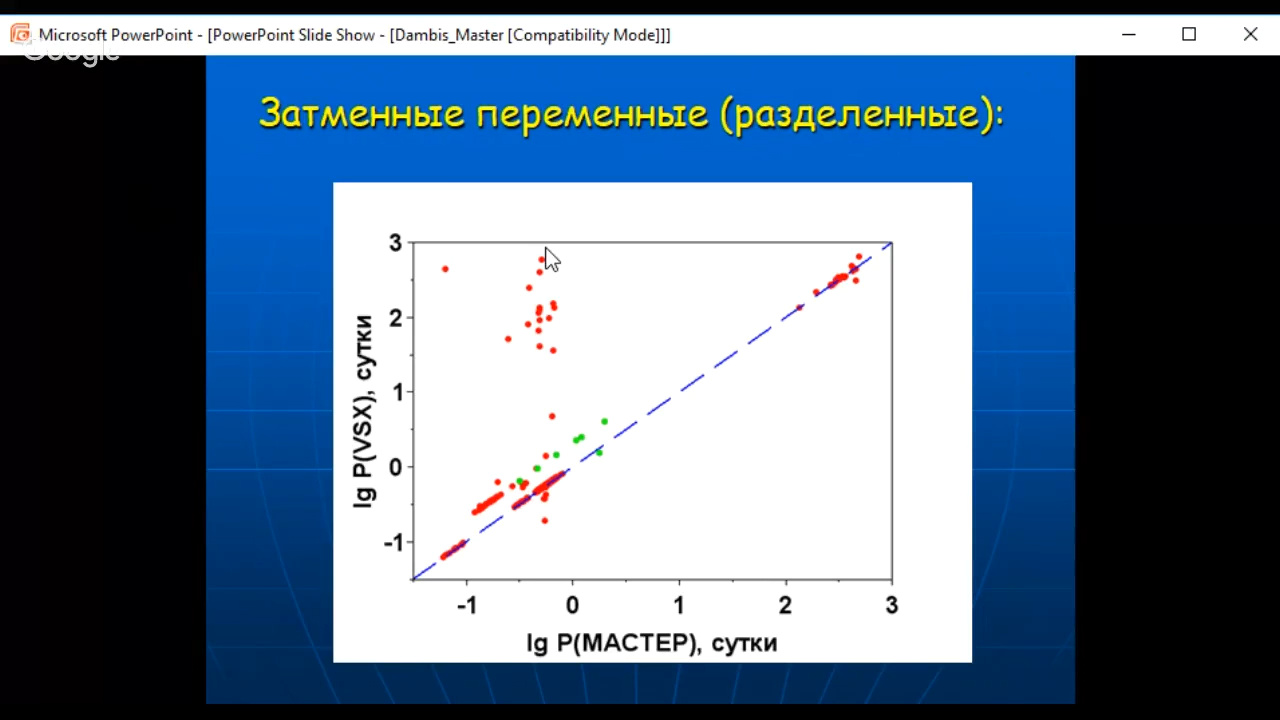 Microsoft PowerPoint - [PowerPoint Slide Show - [Dambis_Master [Compatibility Mode]]]
Google
Затменные переменные (разделенные):
3
2
1
0
-1
lg P(VSX), сутки
-1 0 1 2 3
lg P(МАСТЕР), сутки